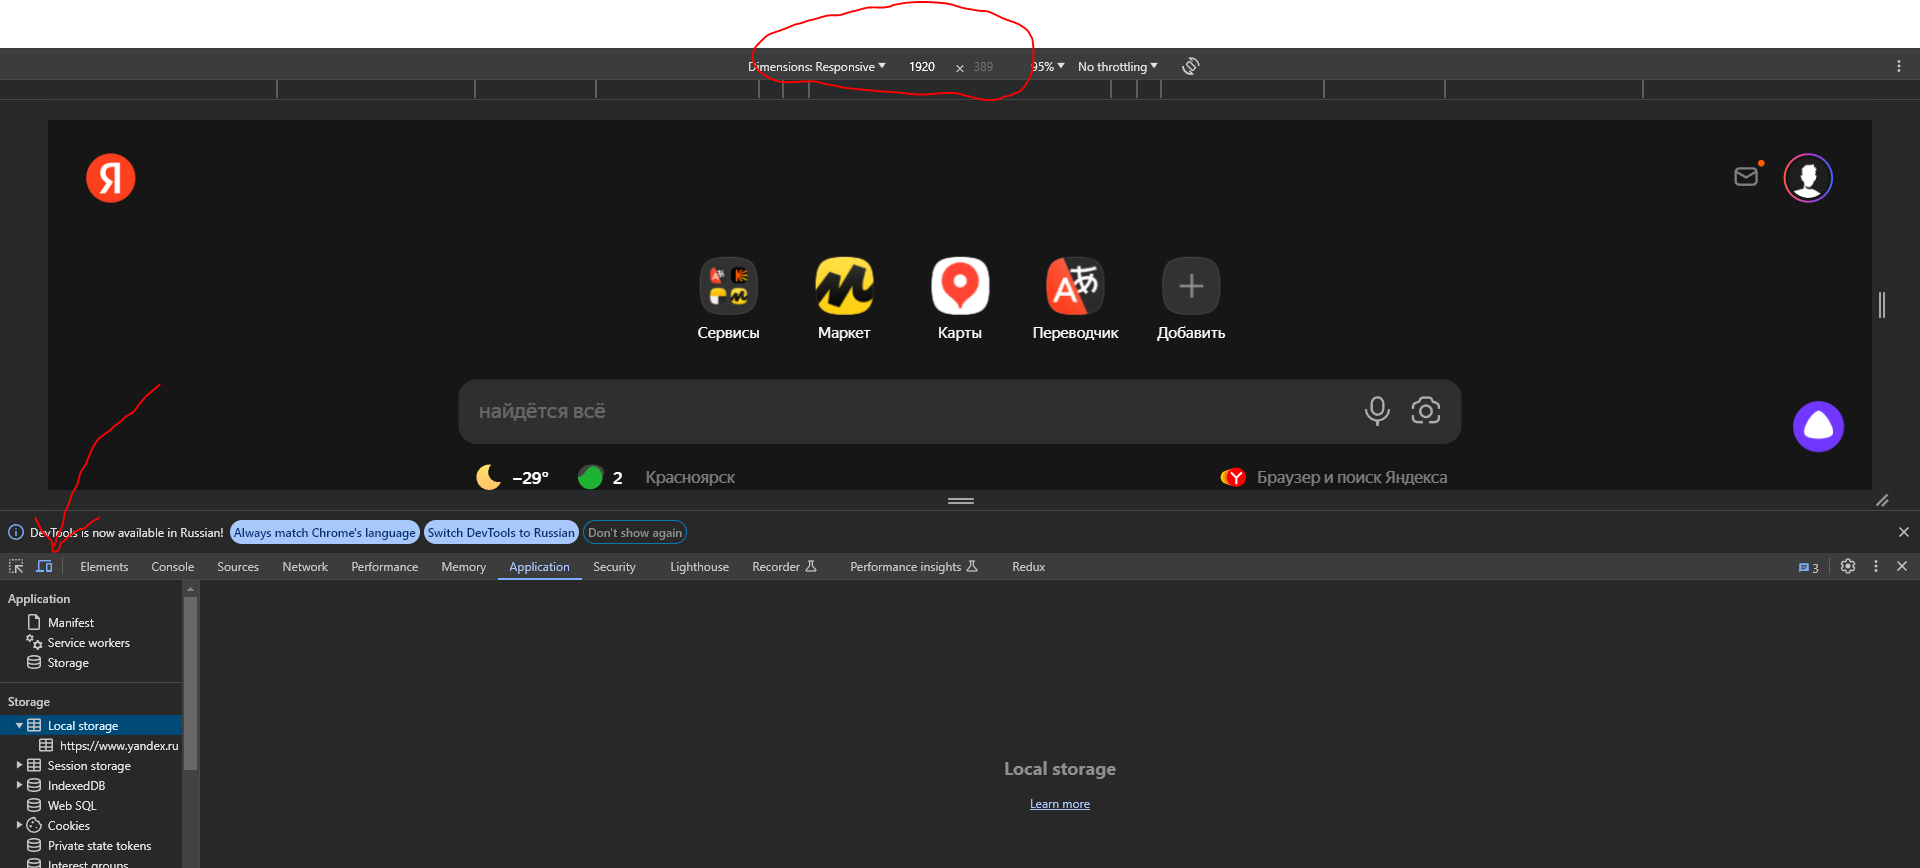 Dimensions: Responsive 1920 × 389 95% No throttling
Я
Сервисы Маркет Карты Переводчик Добавить
найдётся всё
–29° 2 Красноярск Браузер и поиск Яндекса
DevTools is now available in Russian! Always match Chrome's language Switch DevTools to Russian Don't show again
Elements Console Sources Network Performance Memory Application Security Lighthouse Recorder Performance insights Redux 3
Application
Manifest
Service workers
Storage
Storage
Local storage
https://www.yandex.ru
Session storage
IndexedDB
Web SQL
Cookies
Private state tokens
Interest groups
Local storage
Learn more